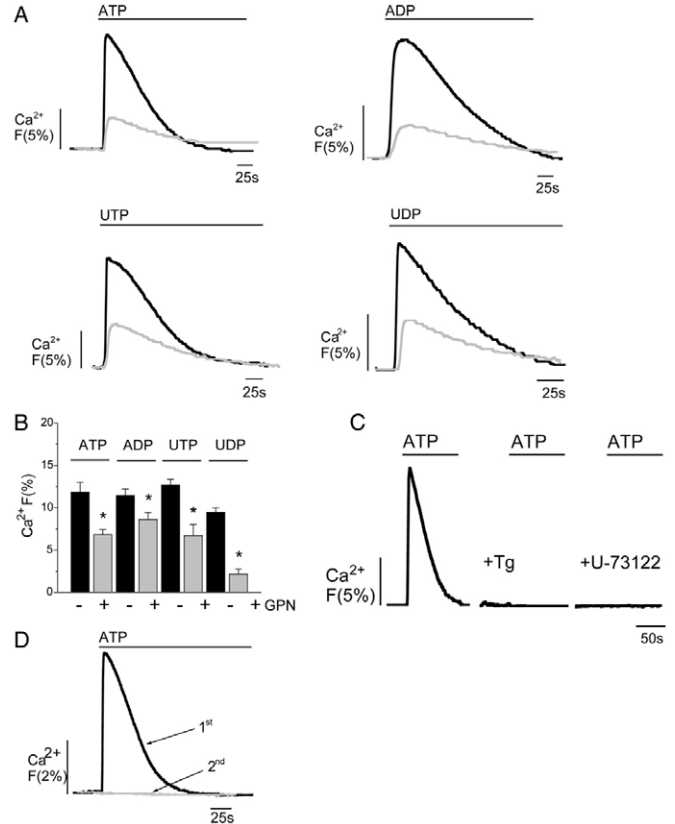 A
ATP
Ca2+
F(5%)
25s
ADP
Ca2+
F(5%)
25s
UTP
Ca2+
F(5%)
25s
UDP
Ca2+
F(5%)
25s
B
20
15
10
5
0
Ca2+ F(%)
ATP ADP UTP UDP
* * * *
- + - + - + - + GPN
C
ATP ATP ATP
+Tg +U-73122
Ca2+
F(5%)
50s
D
ATP
1st
2nd
Ca2+
F(2%)
25s